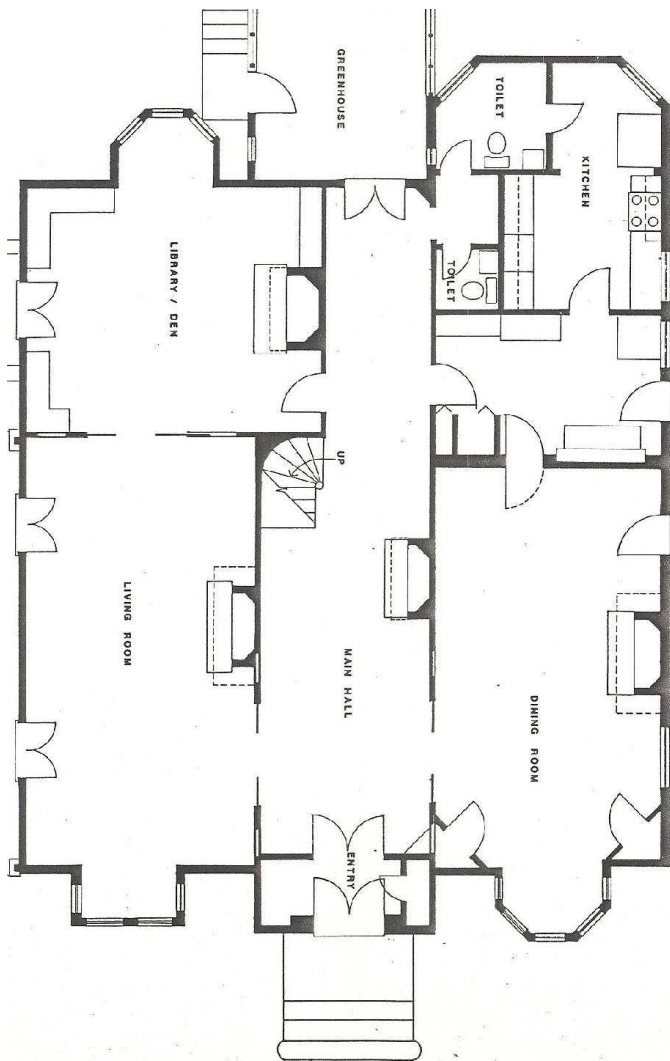 GREENHOUSE
TOILET
KITCHEN
LIBRARY / DEN
TOILET
UP
LIVING ROOM
MAIN HALL
DINING ROOM
ENTRY